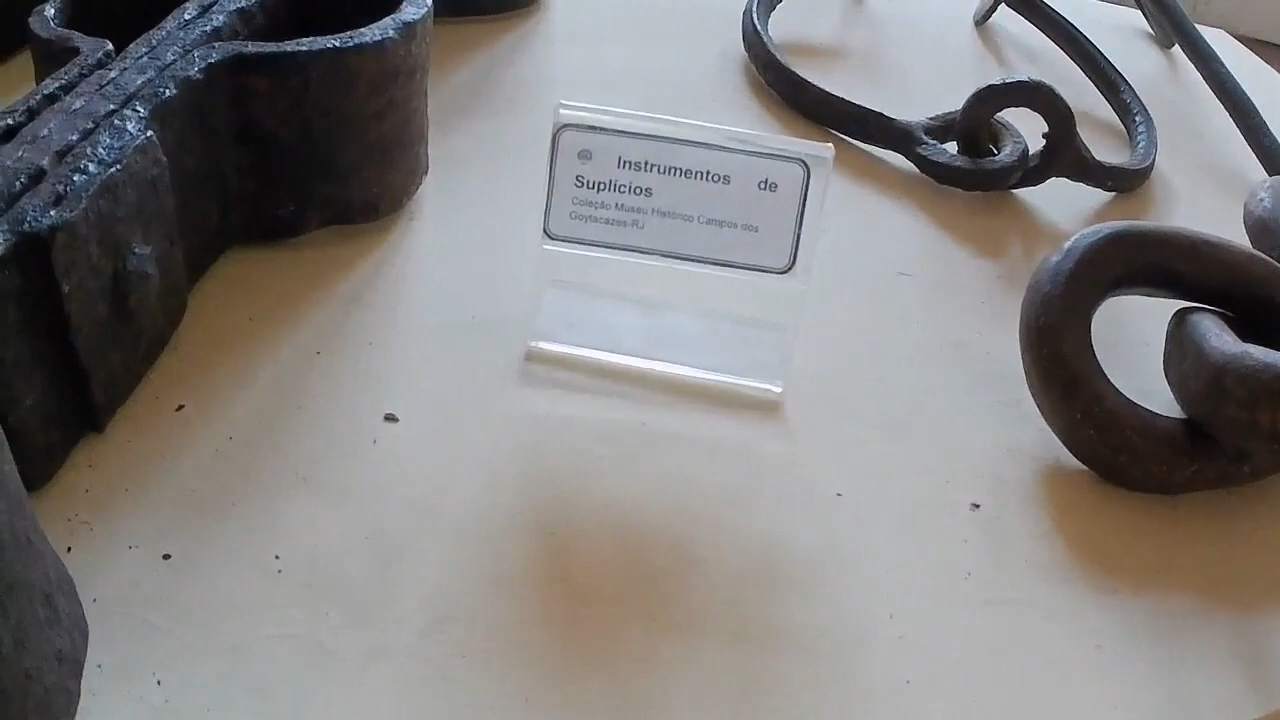 Instrumentos de
Suplícios
Coleção Museu Histórico Campos dos
Goytacazes-RJ